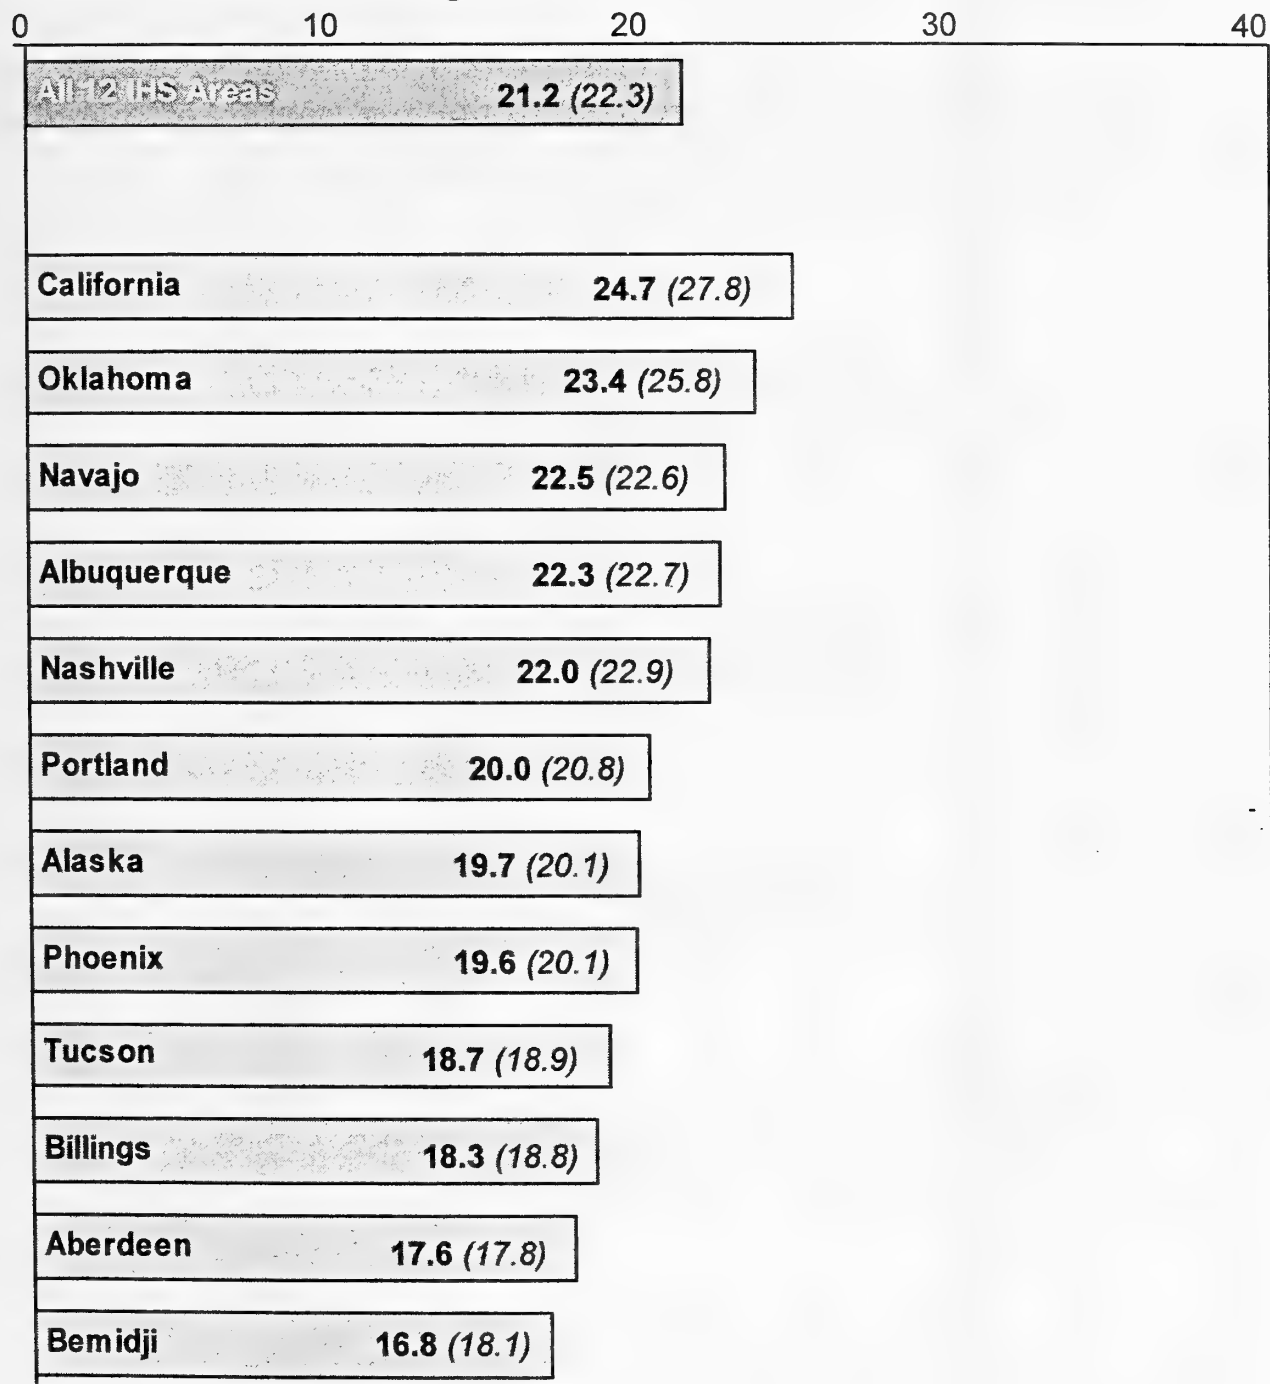 0 10 20 30 40
All 12 IHS Areas 21.2 (22.3)
California 24.7 (27.8)
Oklahoma 23.4 (25.8)
Navajo 22.5 (22.6)
Albuquerque 22.3 (22.7)
Nashville 22.0 (22.9)
Portland 20.0 (20.8)
Alaska 19.7 (20.1)
Phoenix 19.6 (20.1)
Tucson 18.7 (18.9)
Billings 18.3 (18.8)
Aberdeen 17.6 (17.8)
Bemidji 16.8 (18.1)